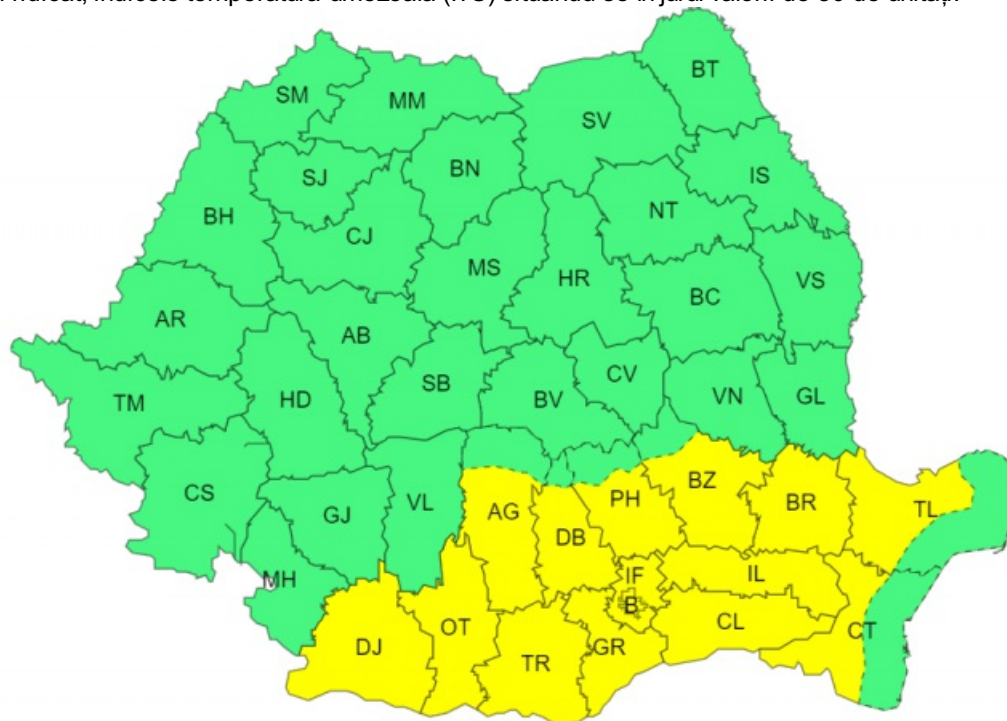 ridicat, indicele temperatură-umezeală (ITU) situându-se în jurul valorii de 80 de unități.
BT
SM
MM
SV
BN
SJ
IS
NT
BH
CJ
MS
HR
VS
BC
AR
AB
CV
SB
BV
VN
GL
TM
HD
CS
GJ
VL
AG
PH
BZ
BR
TL
DB
MH
IF
IL
B
CL
CT
OT
DJ
TR
GR